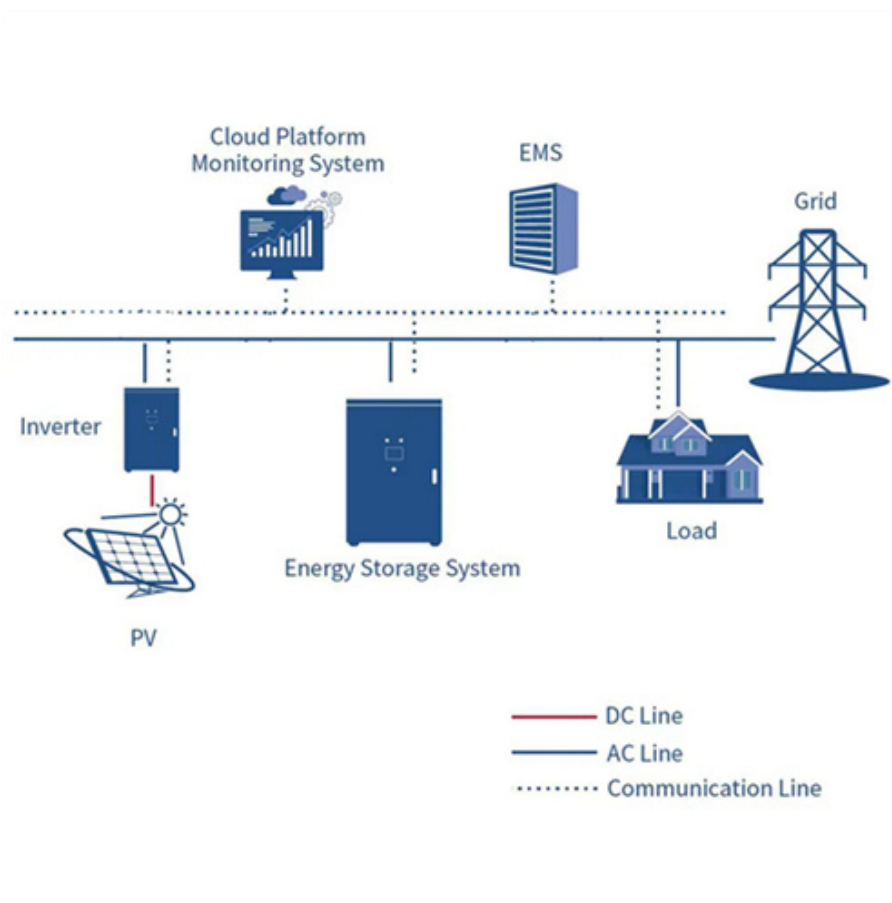 Cloud Platform
Monitoring System
EMS
Grid
Inverter
Load
Energy Storage System
PV
DC Line
AC Line
Communication Line